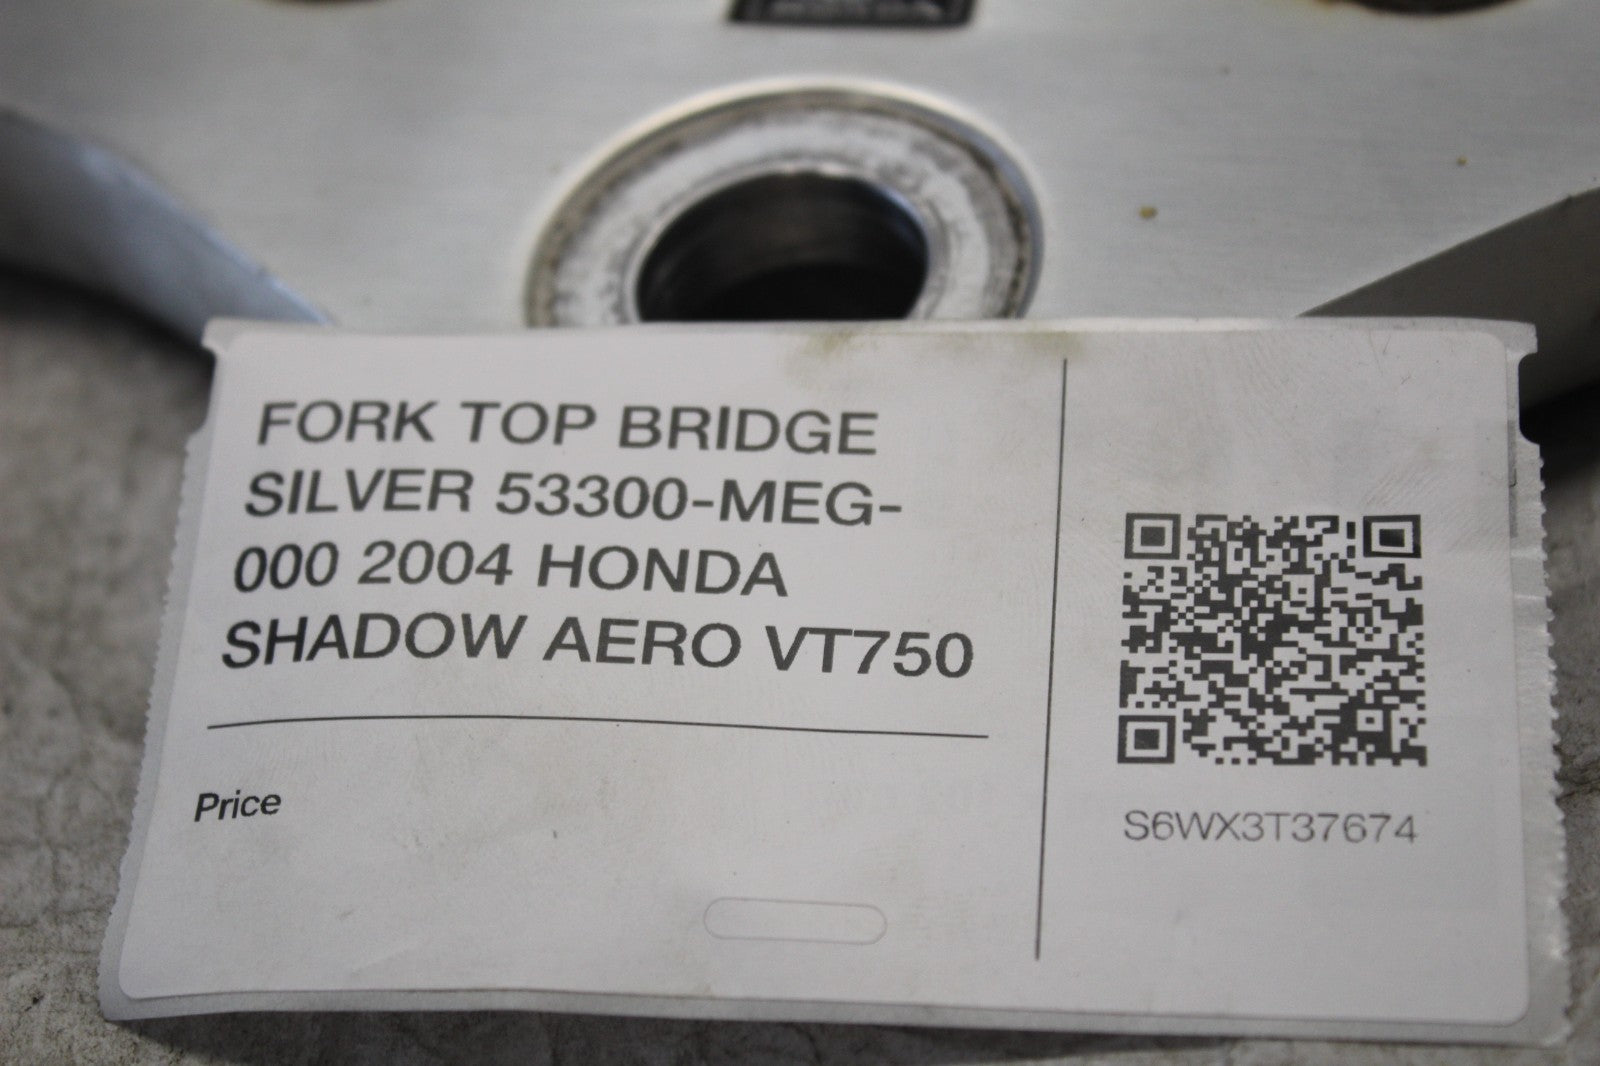 FORK TOP BRIDGE
SILVER 53300-MEG-
000 2004 HONDA
SHADOW AERO VT750
Price
S6WX3T37674